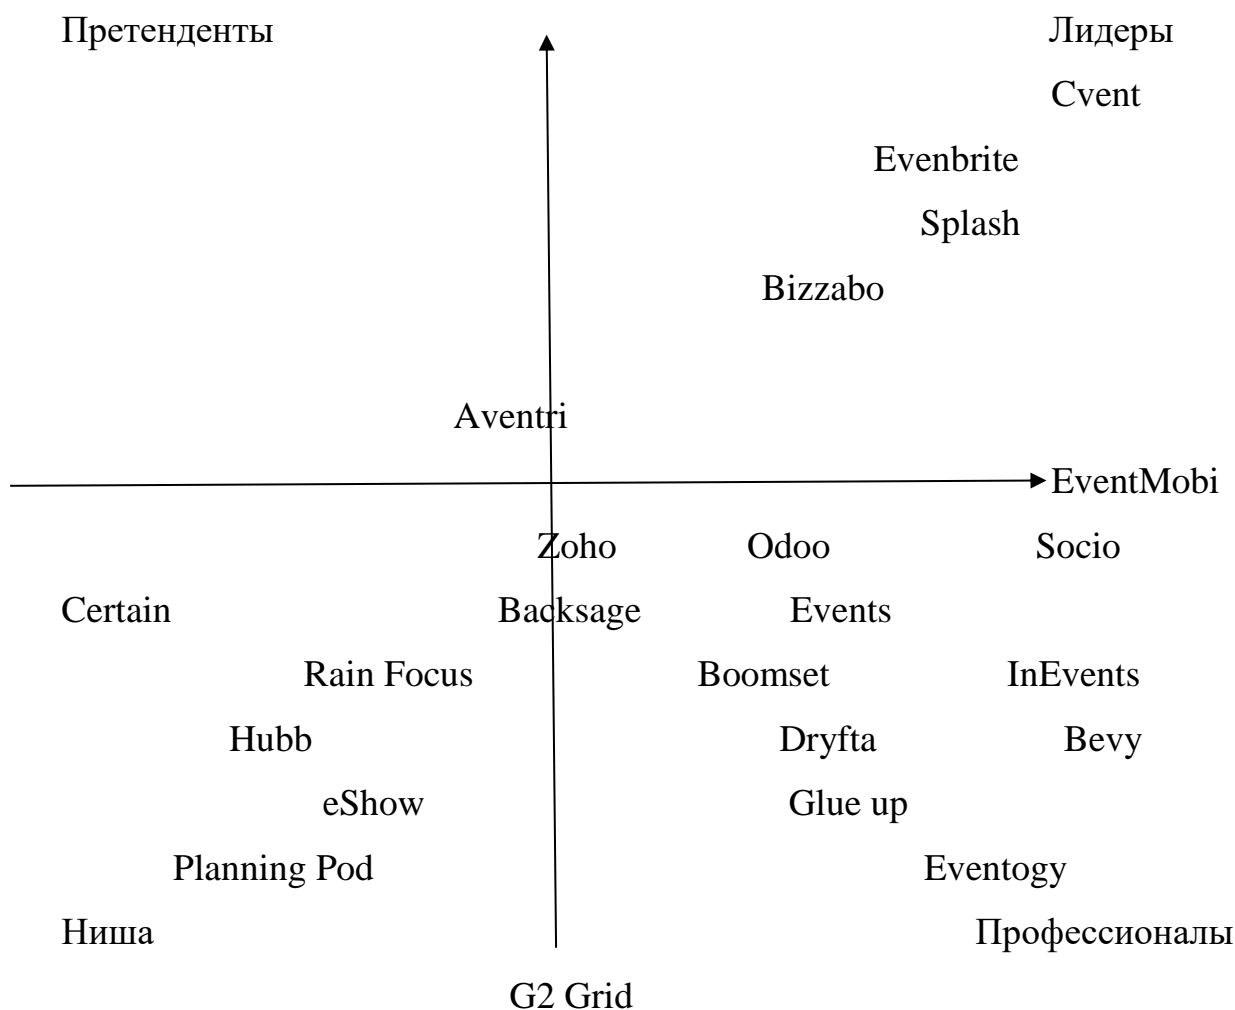 Претенденты Лидеры
Cvent
Evenbrite
Splash
Bizzabo
Aventri
EventMobi
Zoho Odoo Socio
Certain Backsage Events
Rain Focus Boomset InEvents
Hubb Dryfta Bevy
eShow Glue up
Planning Pod Eventogy
Ниша Профессионалы
G2 Grid